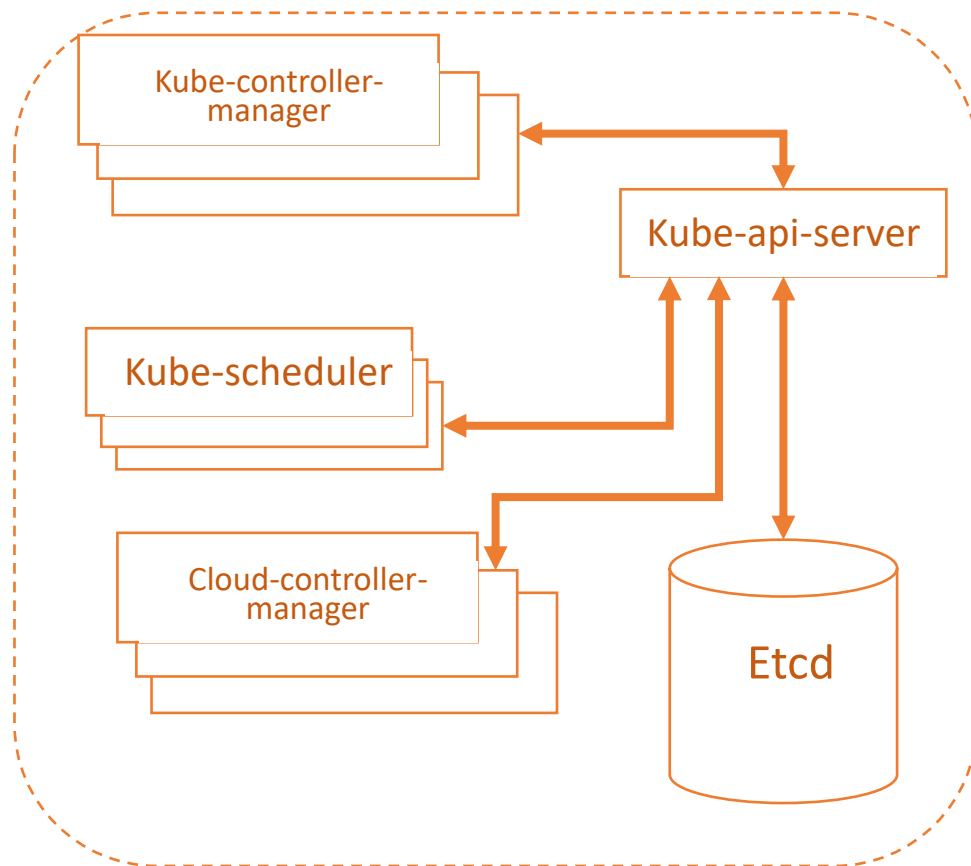 Kube-controller-
manager
Kube-api-server
Kube-scheduler
Cloud-controller-
manager
Etcd